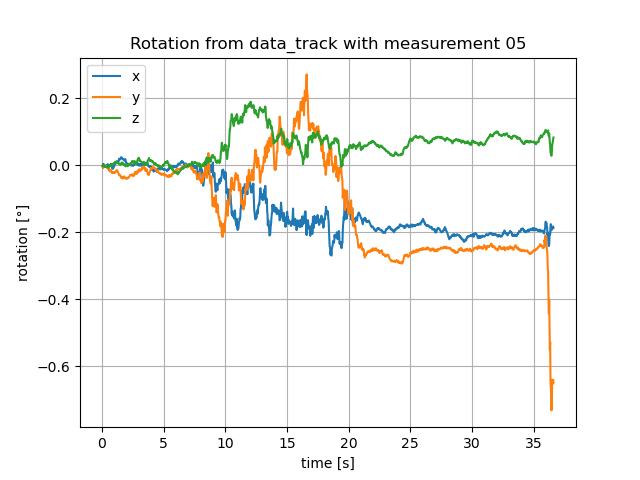 Rotation from data_track with measurement 05
x
y
z
rotation [°]
0.2
0.0
−0.2
−0.4
−0.6
0
5
10
15
20
25
30
35
time [s]